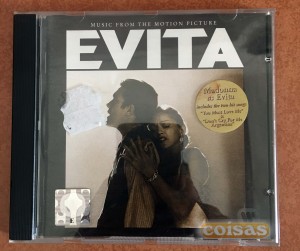 MUSIC FROM THE MOTION PICTURE
EVITA
Madonna
is Evita
includes the two hit songs
"You Must Love Me"
"Don't Cry For Me
Argentina"
coisas